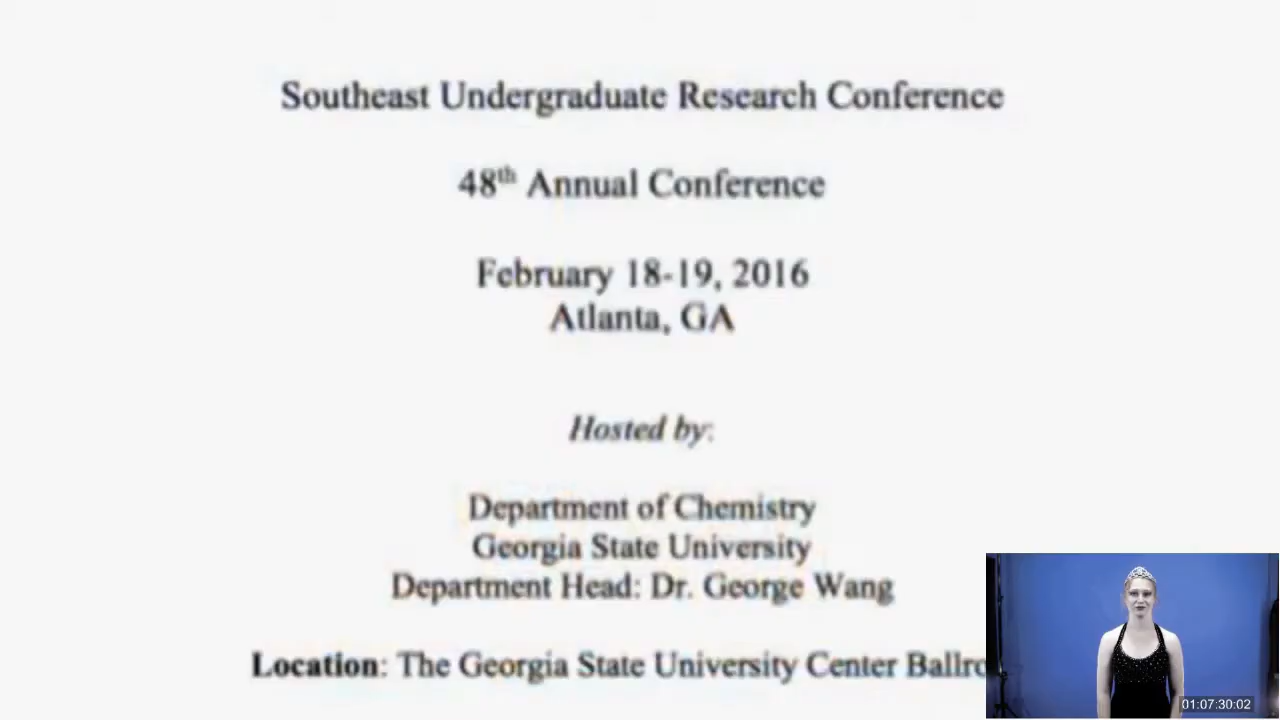 Southeast Undergraduate Research Conference
48th Annual Conference
February 18-19, 2016
Atlanta, GA
Hosted by:
Department of Chemistry
Georgia State University
Department Head: Dr. George Wang
Location: The Georgia State University Center Ballro
01:07:30:02